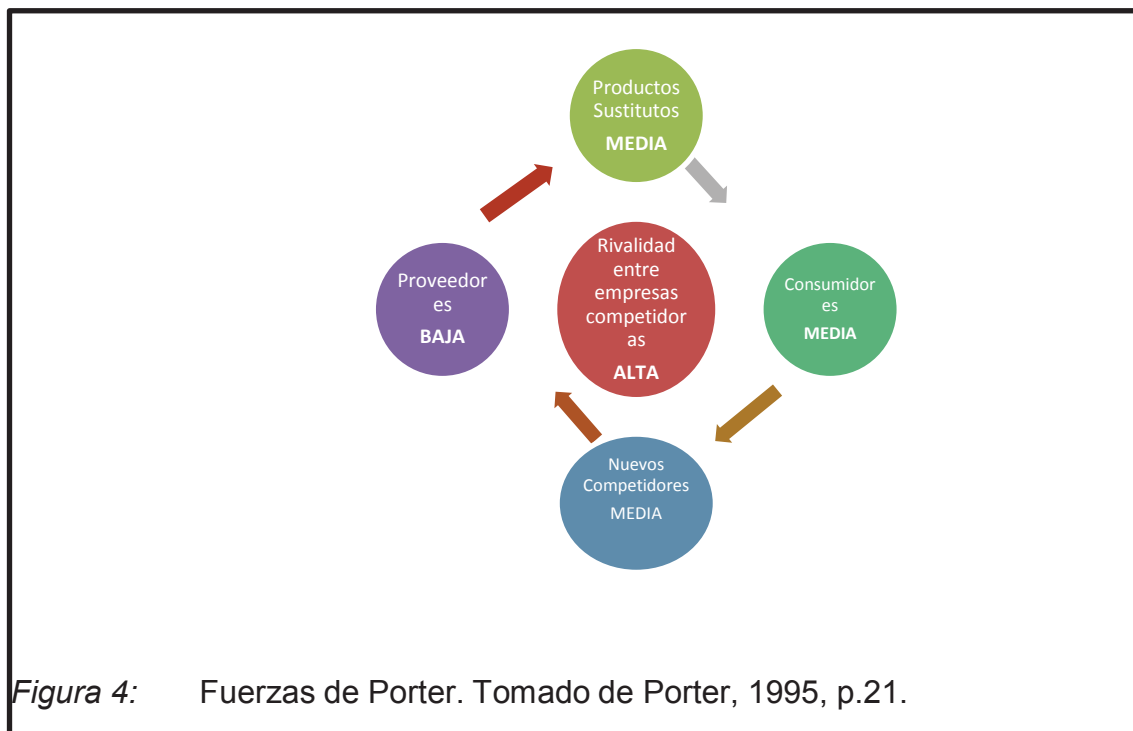 Productos
Sustitutos
MEDIA
Proveedor
es
BAJA
Rivalidad
entre
empresas
competidor
as
ALTA
Consumidor
es
MEDIA
Nuevos
Competidores
MEDIA
Figura 4: Fuerzas de Porter. Tomado de Porter, 1995, p.21.